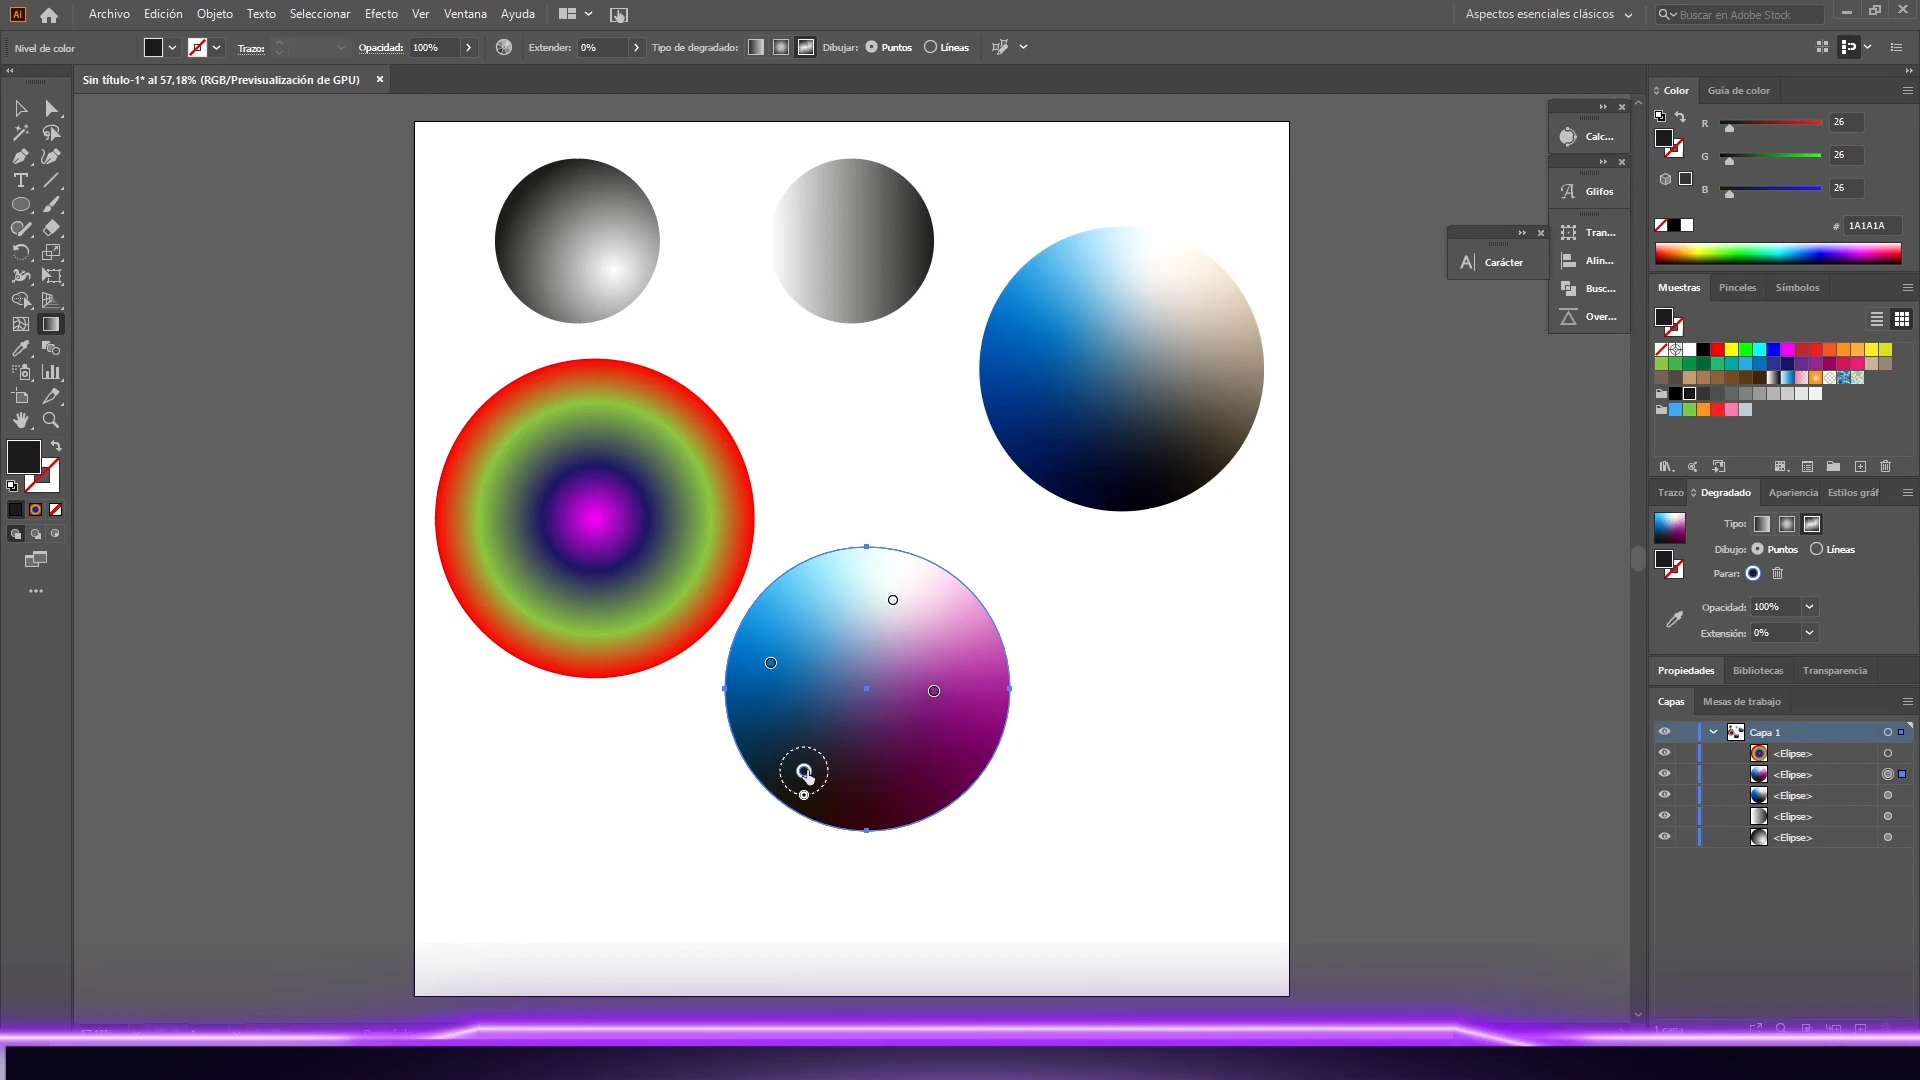 Ai
Archivo Edición Objeto Texto Seleccionar Efecto Ver Ventana Ayuda
Aspectos esenciales clásicos
Buscar en Adobe Stock
Nivel de color
Trazo:
Opacidad: 100%
Extender: 0%
Tipo de degradado:
Dibujar: Puntos Líneas
Sin título-1* al 57,18% (RGB/Previsualización de GPU)
Calc...
Glifos
Tran...
Alin...
Busc...
Over...
Carácter
Color Guía de color
R 26
G 26
B 26
# 1A1A1A
Muestras Pinceles Símbolos
Trazo Degradado Apariencia Estilos gráf
Tipo:
Dibujo: Puntos Líneas
Parar:
Opacidad: 100%
Extensión: 0%
Propiedades Bibliotecas Transparencia
Capas Mesas de trabajo
Capa 1
<Elipse>
<Elipse>
<Elipse>
<Elipse>
<Elipse>
1 capa